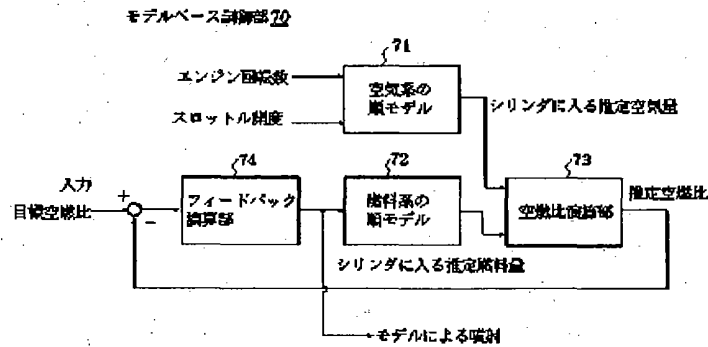 モデルベース制御部70
71
エンジン回転数
空気系の
順モデル
スロットル開度
シリンダに入る推定空気量
74
72
73
入力
目標空燃比
+
−
フィードバック
演算部
燃料系の
順モデル
空燃比演算部
推定空燃比
シリンダに入る推定燃料量
モデルによる噴射